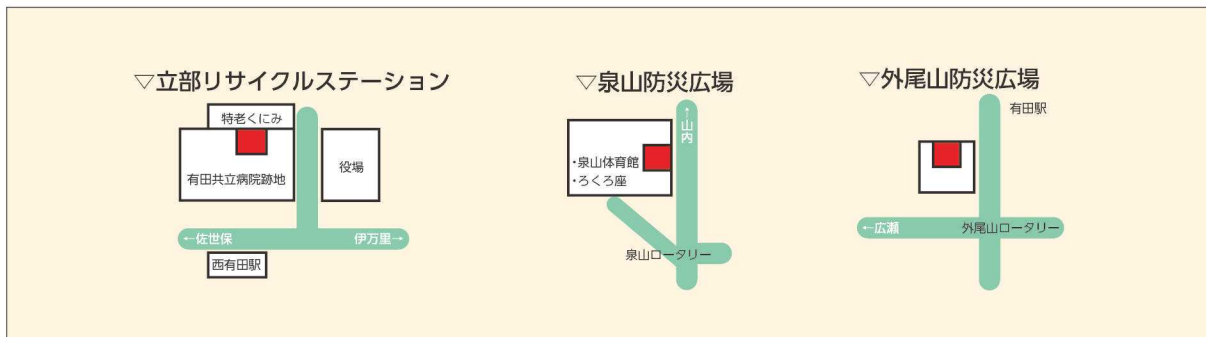 ▽立部リサイクルステーション
特老くにみ
有田共立病院跡地
役場
←佐世保
伊万里→
西有田駅
▽泉山防災広場
←山内
・泉山体育館
・ろくろ座
泉山ロータリー
▽外尾山防災広場
有田駅
←広瀬
外尾山ロータリー